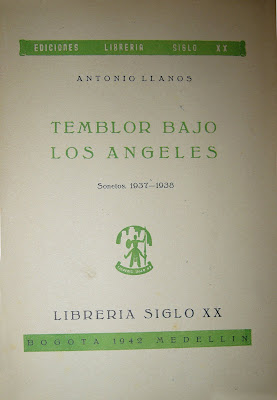 EDICIONES LIBRERIA SIGLO XX
ANTONIO LLANOS
TEMBLOR BAJO
LOS ANGELES
Sonetos. 1937—1938
LIBRERIA SIGLO XX
BOGOTA 1942 MEDELLIN